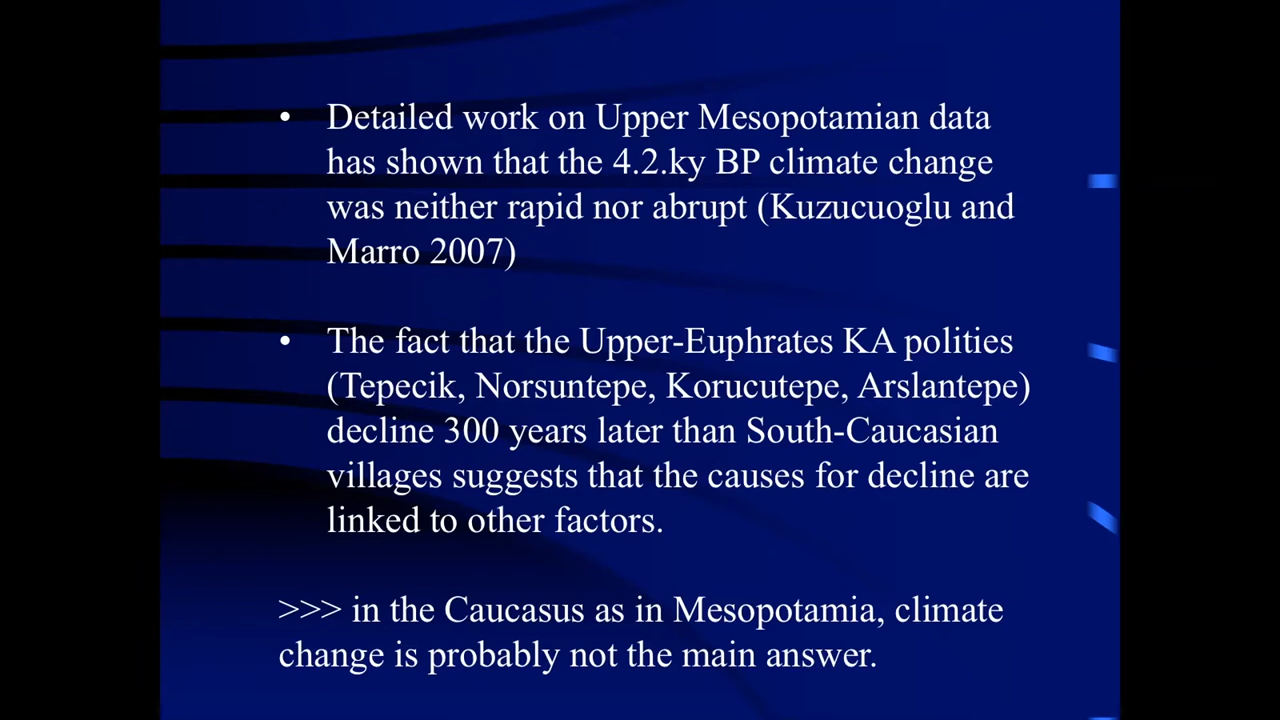 • Detailed work on Upper Mesopotamian data
has shown that the 4.2.ky BP climate change
was neither rapid nor abrupt (Kuzucuoglu and
Marro 2007)
• The fact that the Upper-Euphrates KA polities
(Tepecik, Norsuntepe, Korucutepe, Arslantepe)
decline 300 years later than South-Caucasian
villages suggests that the causes for decline are
linked to other factors.
>>> in the Caucasus as in Mesopotamia, climate
change is probably not the main answer.